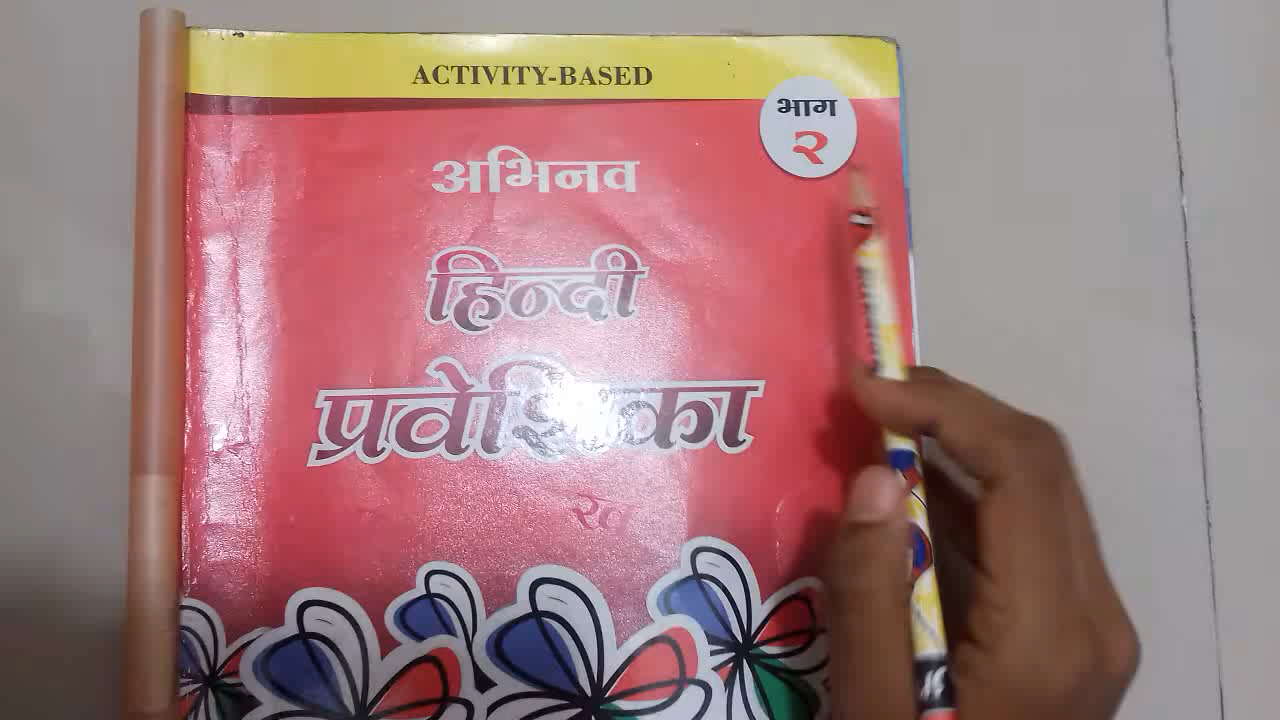 ACTIVITY-BASED
भाग
२
अभिनव
हिन्दी
प्रवेशिका
ख